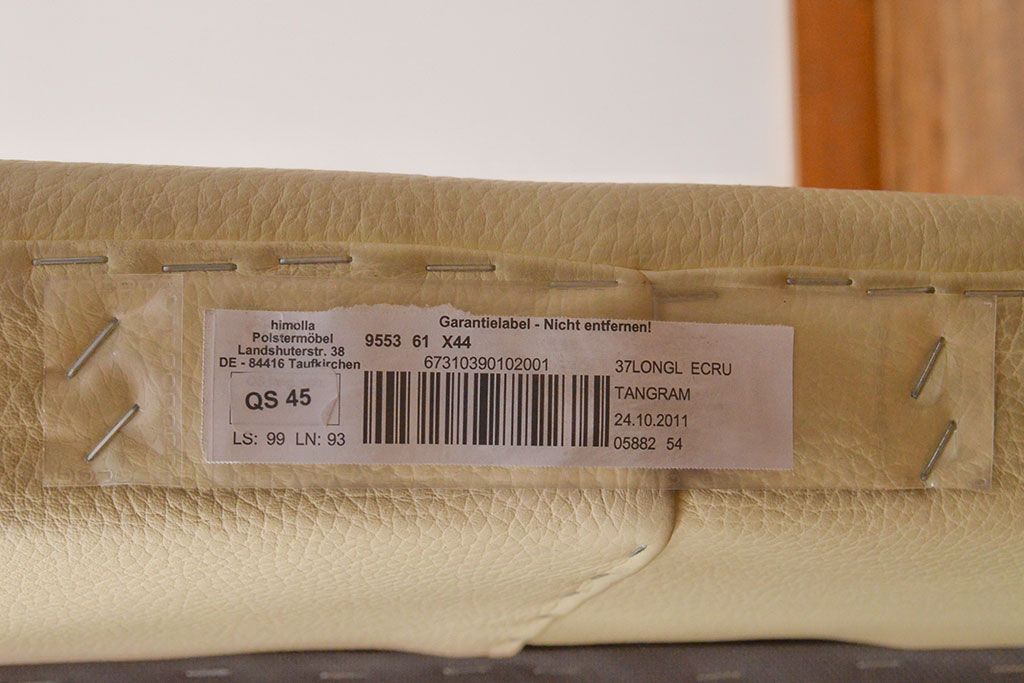 himolla
Polstermöbel
Landshuterstr. 38
DE - 84416 Taufkirchen
QS 45
LS: 99 LN: 93
Garantielabel - Nicht entfernen!
9553 61 X44
67310390102001
37LONGL ECRU
TANGRAM
24.10.2011
05882 54